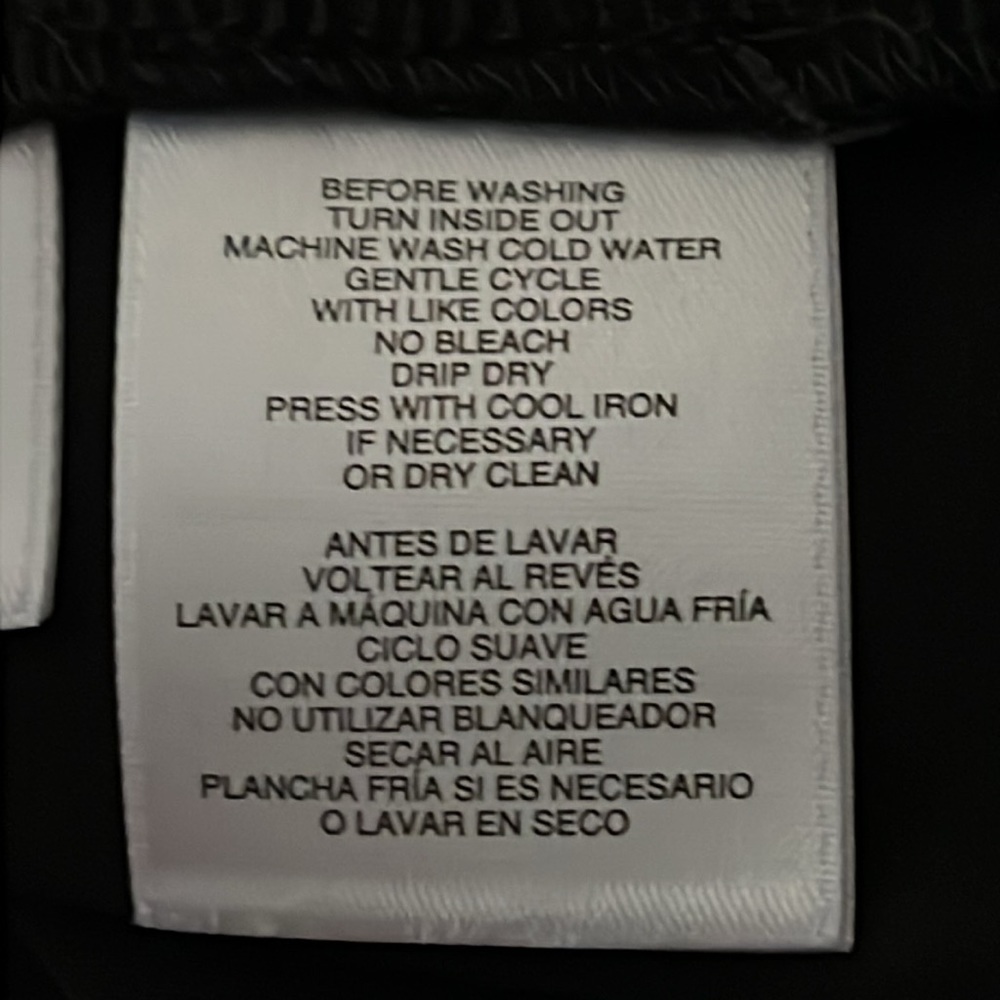 BEFORE WASHING
TURN INSIDE OUT
MACHINE WASH COLD WATER
GENTLE CYCLE
WITH LIKE COLORS
NO BLEACH
DRIP DRY
PRESS WITH COOL IRON
IF NECESSARY
OR DRY CLEAN
ANTES DE LAVAR
VOLTEAR AL REVÉS
LAVAR A MÁQUINA CON AGUA FRÍA
CICLO SUAVE
CON COLORES SIMILARES
NO UTILIZAR BLANQUEADOR
SECAR AL AIRE
PLANCHA FRÍA SI ES NECESARIO
O LAVAR EN SECO